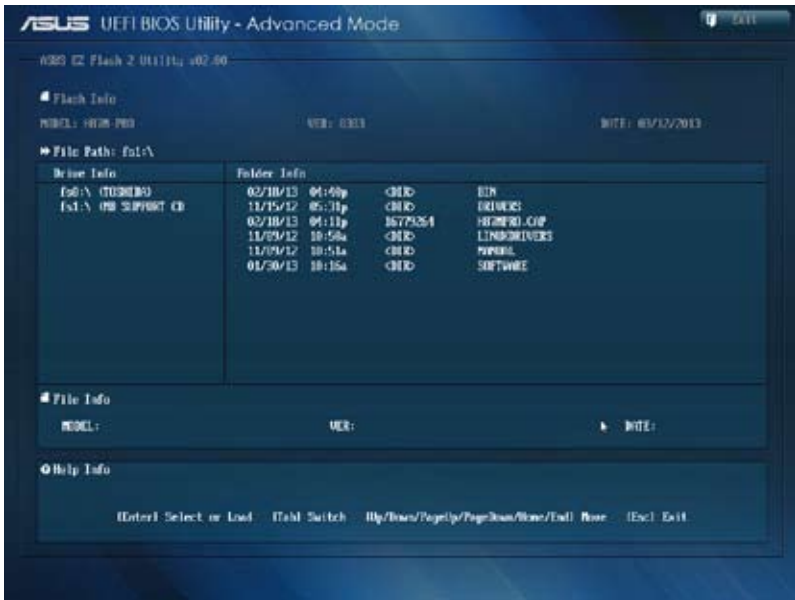 ASUS UEFI BIOS Utility - Advanced Mode
EXIT
ASUS EZ Flash 2 Utility v02.00
Flash Info
MODEL: H87M-PRO VER: 0303 DATE: 03/12/2013
File Path: fs1:\
Drive Info
fs0:\ (TOSHIBA)
fs1:\ (MB SUPPORT CD
Folder Info
02/18/13 04:40p <DIR> BIN
11/15/12 05:31p <DIR> DRIVERS
02/18/13 04:11p 16779264 H87MPRO.CAP
11/09/12 10:50a <DIR> LINUXDRIVERS
11/09/12 10:51a <DIR> MANUAL
01/30/13 10:16a <DIR> SOFTWARE
File Info
MODEL: VER: DATE:
Help Info
[Enter] Select or Load [Tab] Switch [Up/Down/PageUp/PageDown/Home/End] Move [Esc] Exit